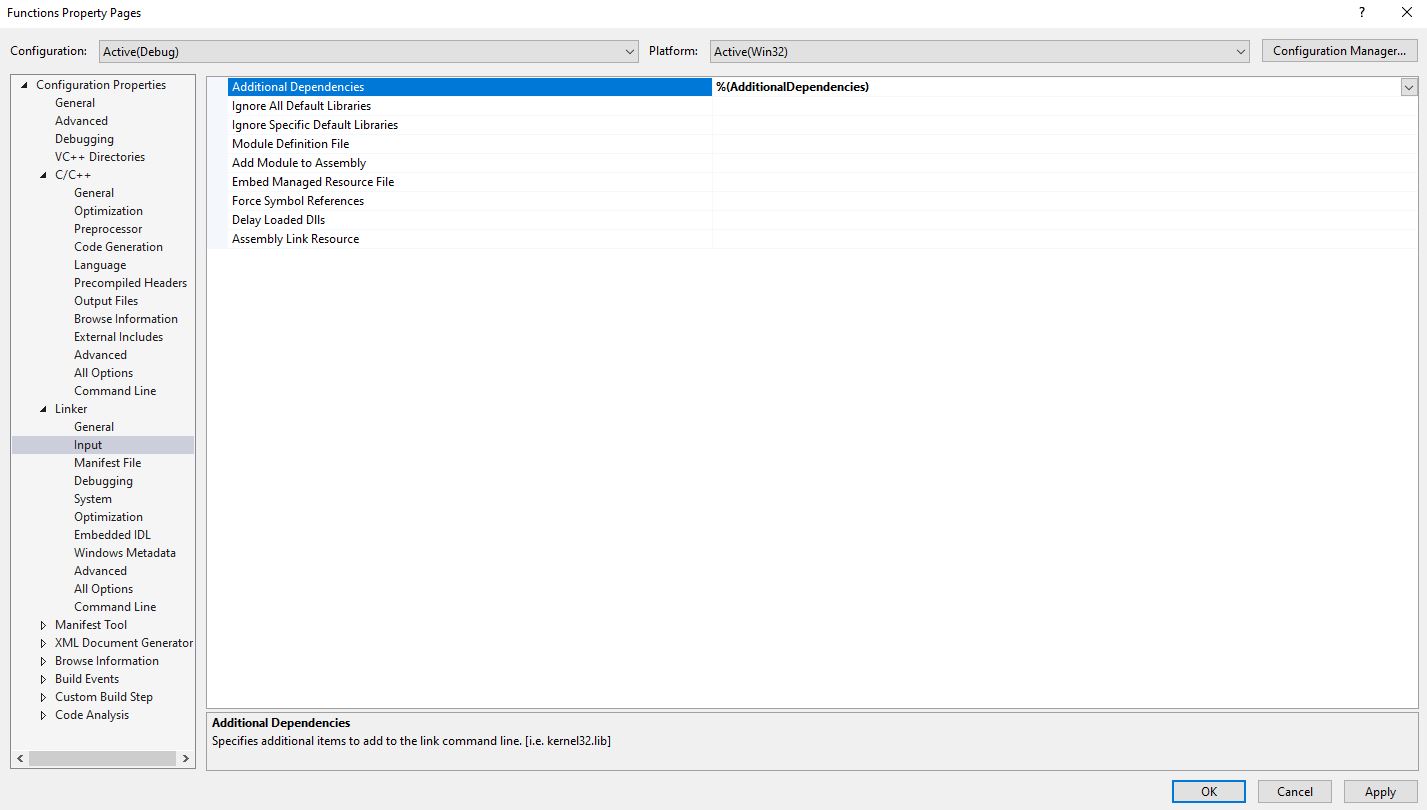 Functions Property Pages
?
Configuration: Active(Debug) Platform: Active(Win32) Configuration Manager...
Configuration Properties
General
Advanced
Debugging
VC++ Directories
C/C++
General
Optimization
Preprocessor
Code Generation
Language
Precompiled Headers
Output Files
Browse Information
External Includes
Advanced
All Options
Command Line
Linker
General
Input
Manifest File
Debugging
System
Optimization
Embedded IDL
Windows Metadata
Advanced
All Options
Command Line
Manifest Tool
XML Document Generator
Browse Information
Build Events
Custom Build Step
Code Analysis
Additional Dependencies %(AdditionalDependencies)
Ignore All Default Libraries
Ignore Specific Default Libraries
Module Definition File
Add Module to Assembly
Embed Managed Resource File
Force Symbol References
Delay Loaded Dlls
Assembly Link Resource
Additional Dependencies
Specifies additional items to add to the link command line. [i.e. kernel32.lib]
OK Cancel Apply